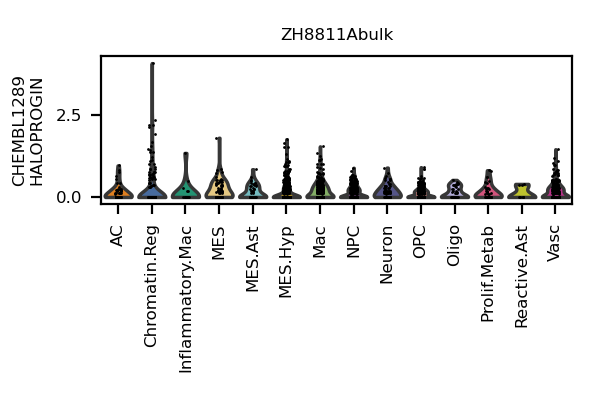 ZH8811Abulk
CHEMBL1289
HALOPROGIN
2.5
0.0
AC
Chromatin.Reg
Inflammatory.Mac
MES
MES.Ast
MES.Hyp
Mac
NPC
Neuron
OPC
Oligo
Prolif.Metab
Reactive.Ast
Vasc